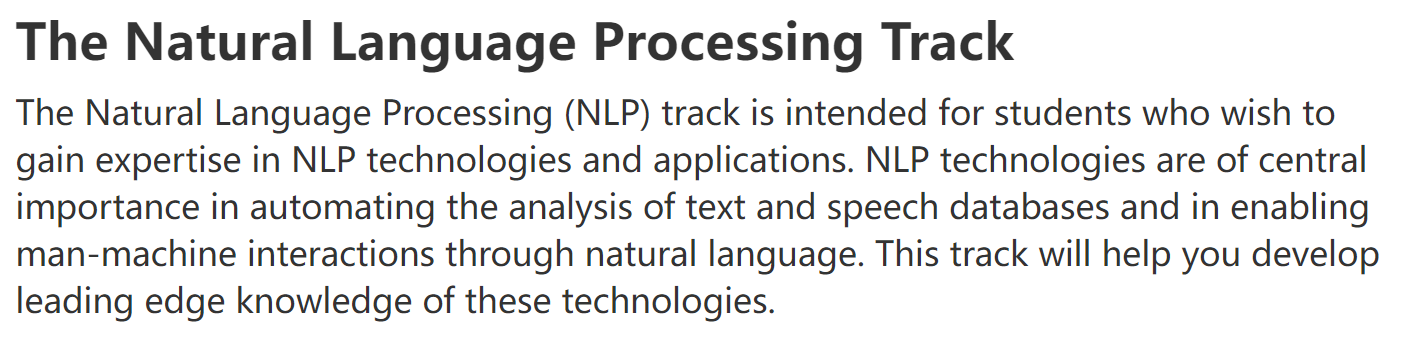 The Natural Language Processing Track
The Natural Language Processing (NLP) track is intended for students who wish to
gain expertise in NLP technologies and applications. NLP technologies are of central
importance in automating the analysis of text and speech databases and in enabling
man-machine interactions through natural language. This track will help you develop
leading edge knowledge of these technologies.